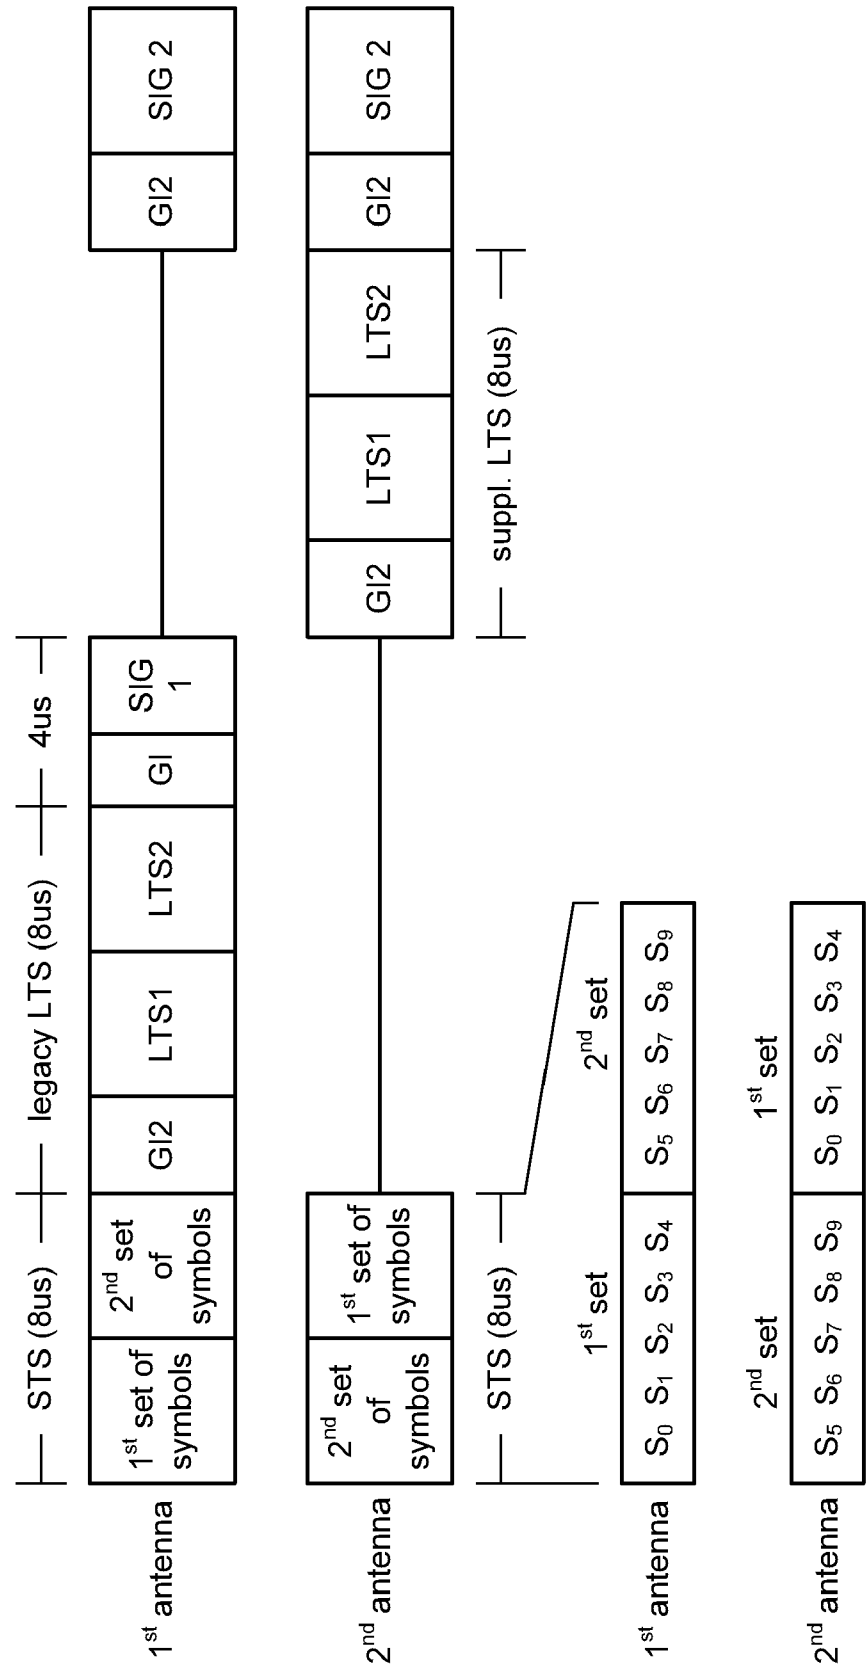 STS (8us)
legacy LTS (8us)
4us
1st antenna
1st set of
symbols
2nd set
of
symbols
GI2
LTS1
LTS2
GI
SIG
1
GI2
SIG 2
2nd antenna
2nd set
of
symbols
1st set of
symbols
GI2
LTS1
LTS2
GI2
SIG 2
STS (8us)
suppl. LTS (8us)
1st set
2nd set
1st antenna
S0 S1 S2 S3 S4
S5 S6 S7 S8 S9
2nd set
1st set
2nd antenna
S5 S6 S7 S8 S9
S0 S1 S2 S3 S4